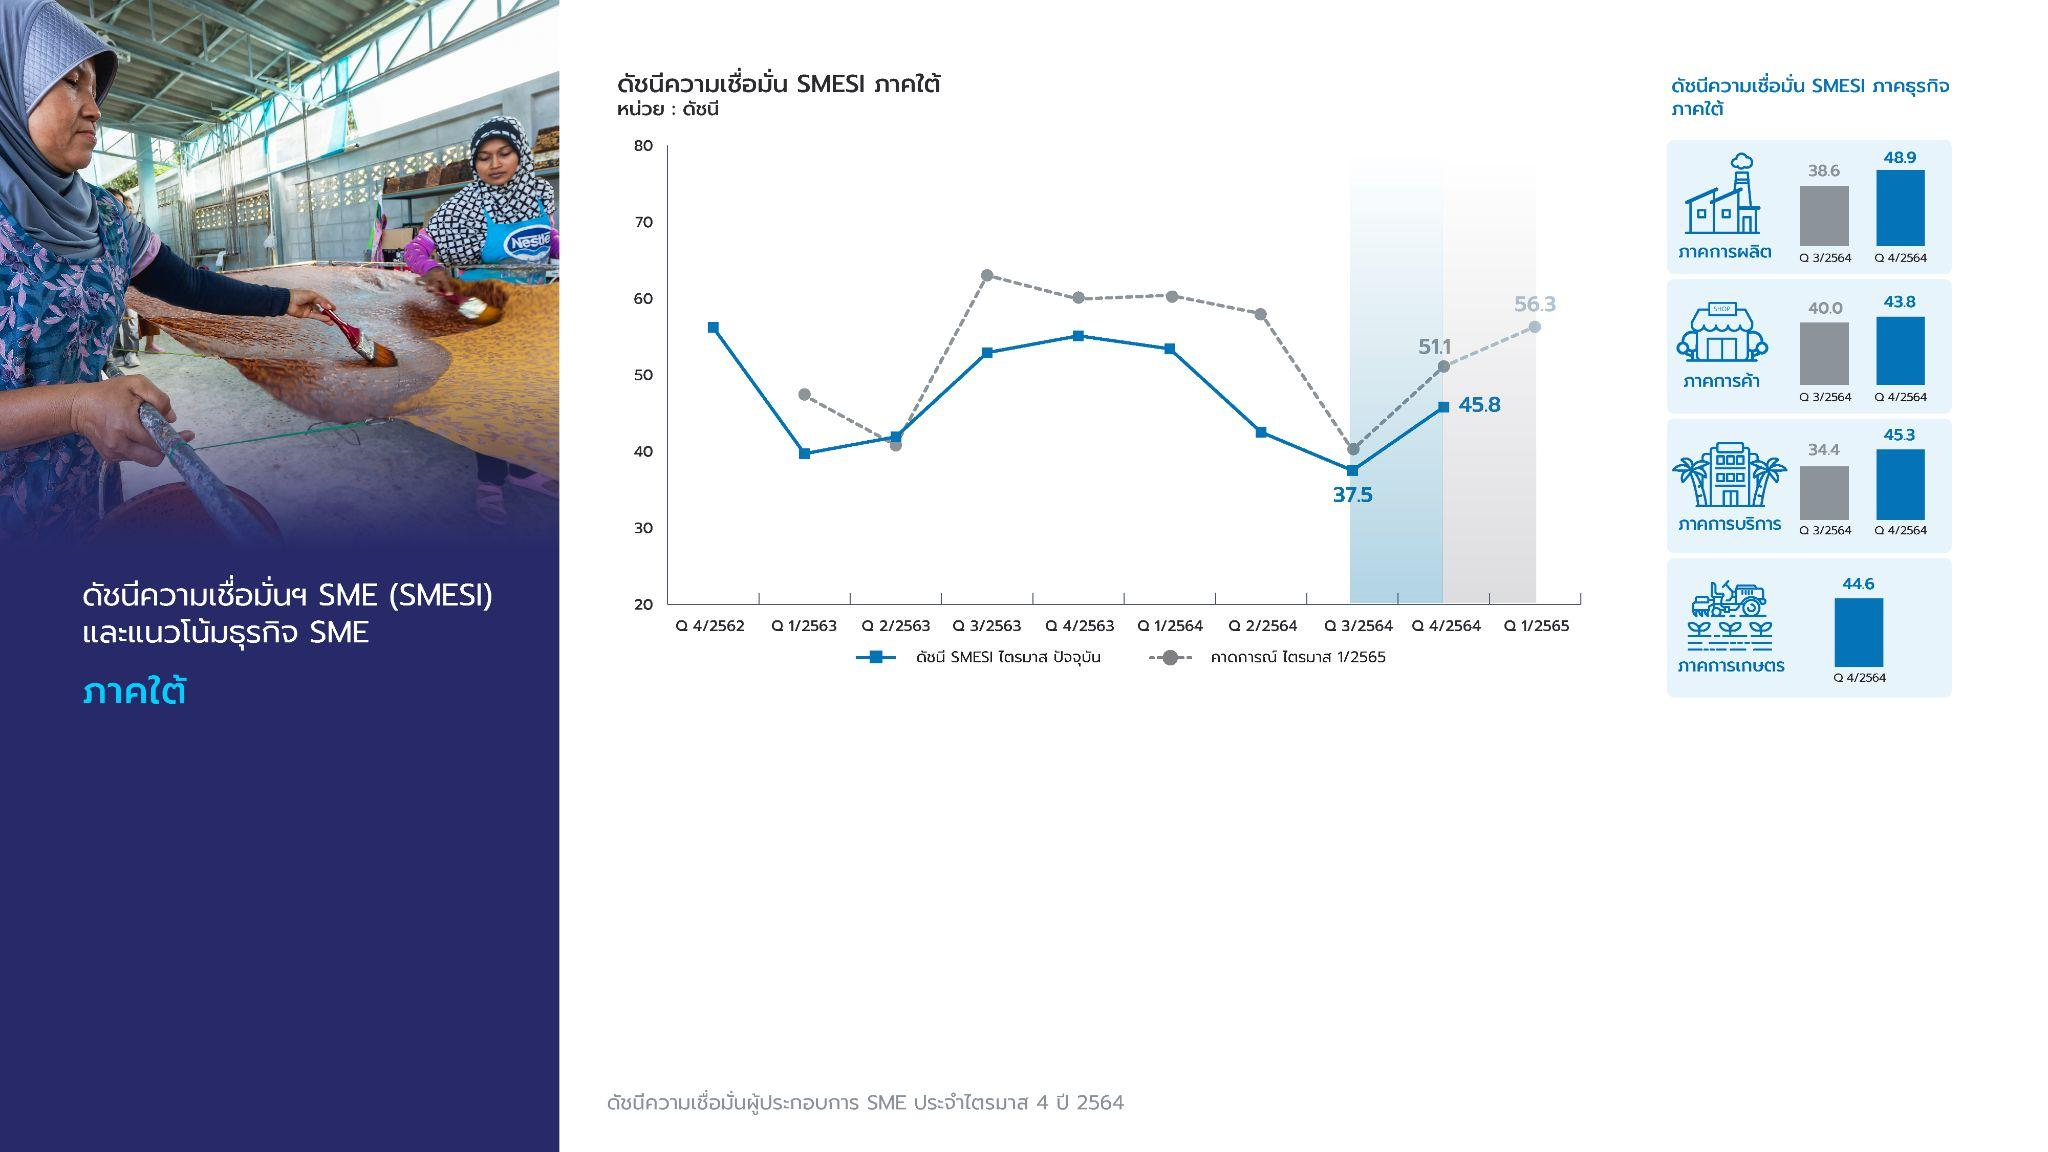 Nestle
ดัชนีความเชื่อมั่นฯ SME (SMESI)
และแนวโน้มธุรกิจ SME
ภาคใต้
ดัชนีความเชื่อมั่น SMESI ภาคใต้
หน่วย : ดัชนี
80
70
60
50
40
30
20
56.3
51.1
45.8
37.5
Q 4/2562 Q 1/2563 Q 2/2563 Q 3/2563 Q 4/2563 Q 1/2564 Q 2/2564 Q 3/2564 Q 4/2564 Q 1/2565
ดัชนี SMESI ไตรมาส ปัจจุบัน คาดการณ์ ไตรมาส 1/2565
ดัชนีความเชื่อมั่น SMESI ภาคธุรกิจ
ภาคใต้
38.6 48.9
ภาคการผลิต
Q 3/2564 Q 4/2564
SHOP
40.0 43.8
ภาคการค้า
Q 3/2564 Q 4/2564
34.4 45.3
ภาคการบริการ
Q 3/2564 Q 4/2564
44.6
ภาคการเกษตร
Q 4/2564
ดัชนีความเชื่อมั่นผู้ประกอบการ SME ประจำไตรมาส 4 ปี 2564